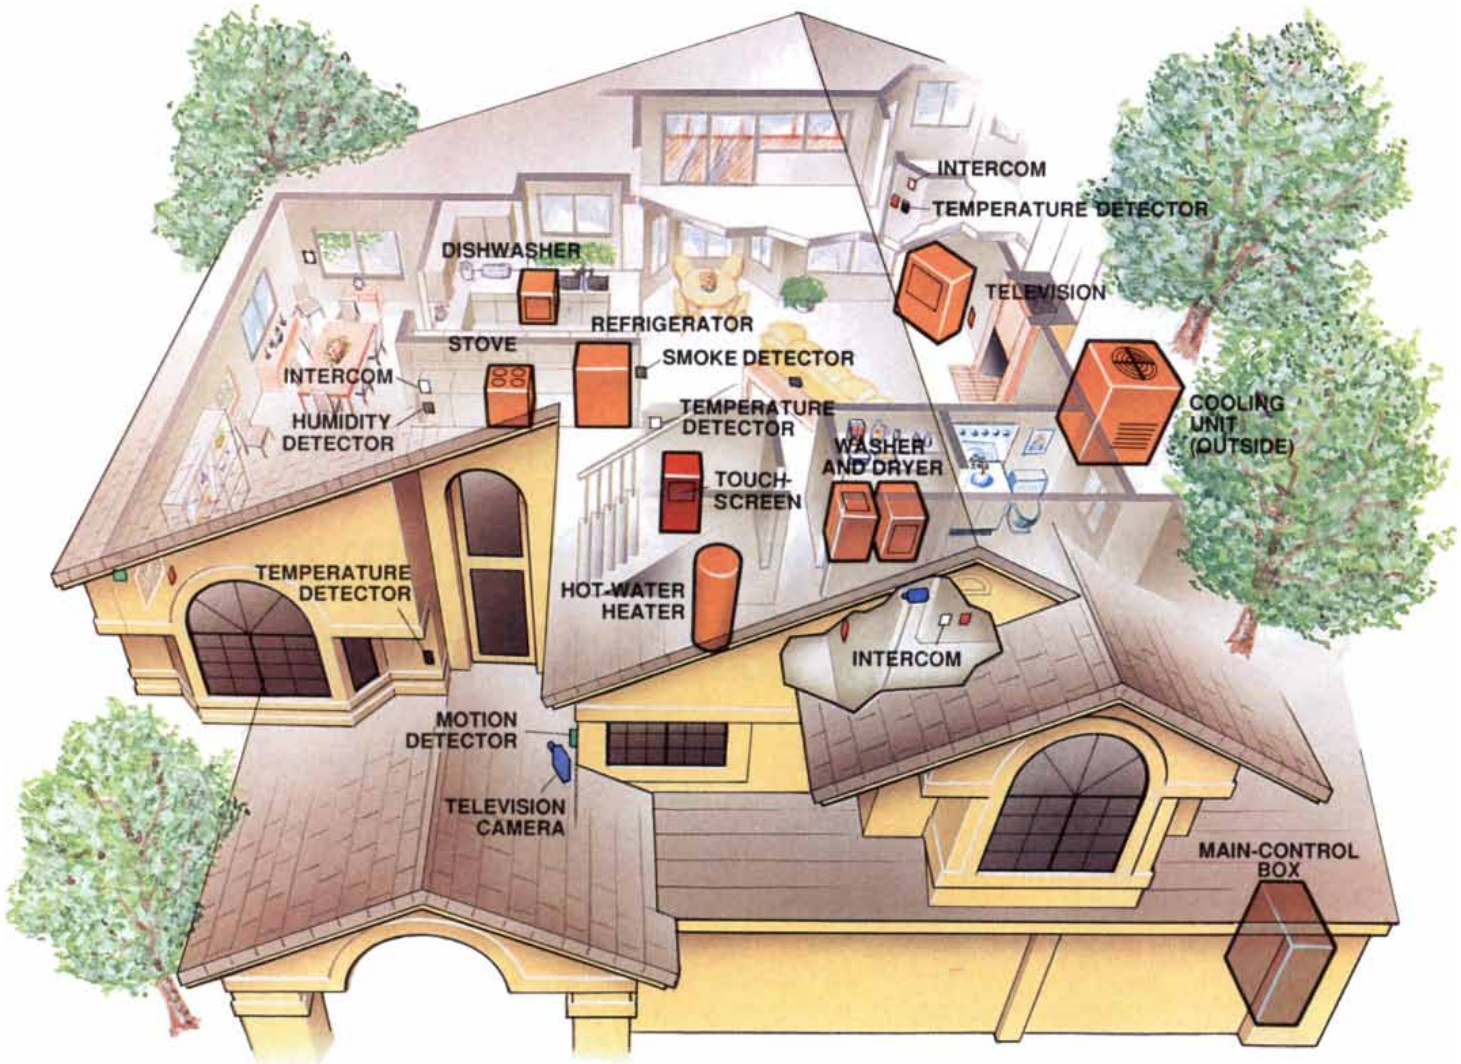 INTERCOM
TEMPERATURE DETECTOR
DISHWASHER
TELEVISION
REFRIGERATOR
STOVE
SMOKE DETECTOR
INTERCOM
HUMIDITY
DETECTOR
TEMPERATURE
DETECTOR
COOLING
UNIT
(OUTSIDE)
WASHER
AND DRYER
TOUCH-
SCREEN
TEMPERATURE
DETECTOR
HOT-WATER
HEATER
INTERCOM
MOTION
DETECTOR
TELEVISION
CAMERA
MAIN-CONTROL
BOX